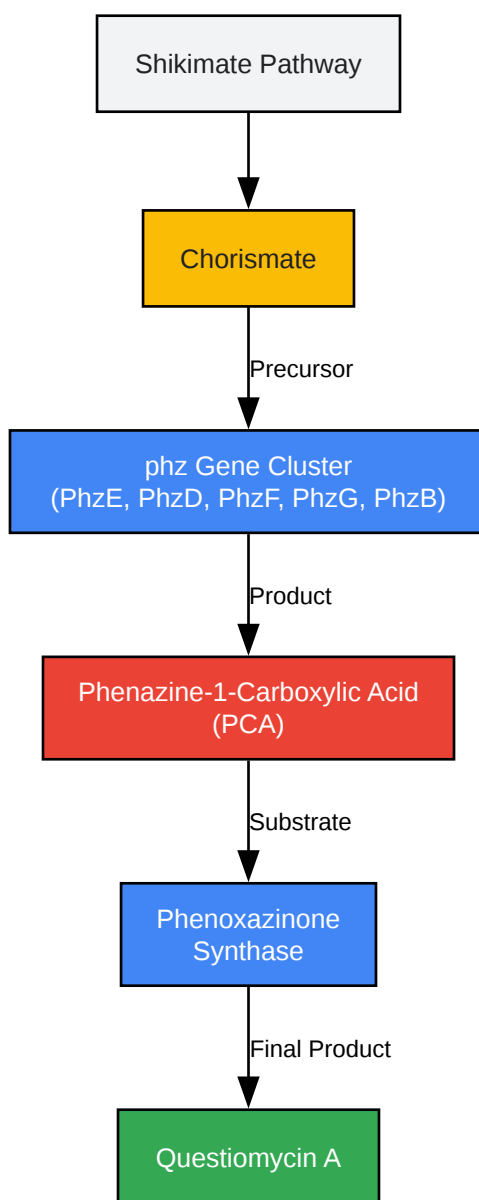 Shikimate Pathway
Chorismate
Precursor
phz Gene Cluster
(PhzE, PhzD, PhzF, PhzG, PhzB)
Product
Phenazine-1-Carboxylic Acid
(PCA)
Substrate
Phenoxazinone
Synthase
Final Product
Questiomycin A